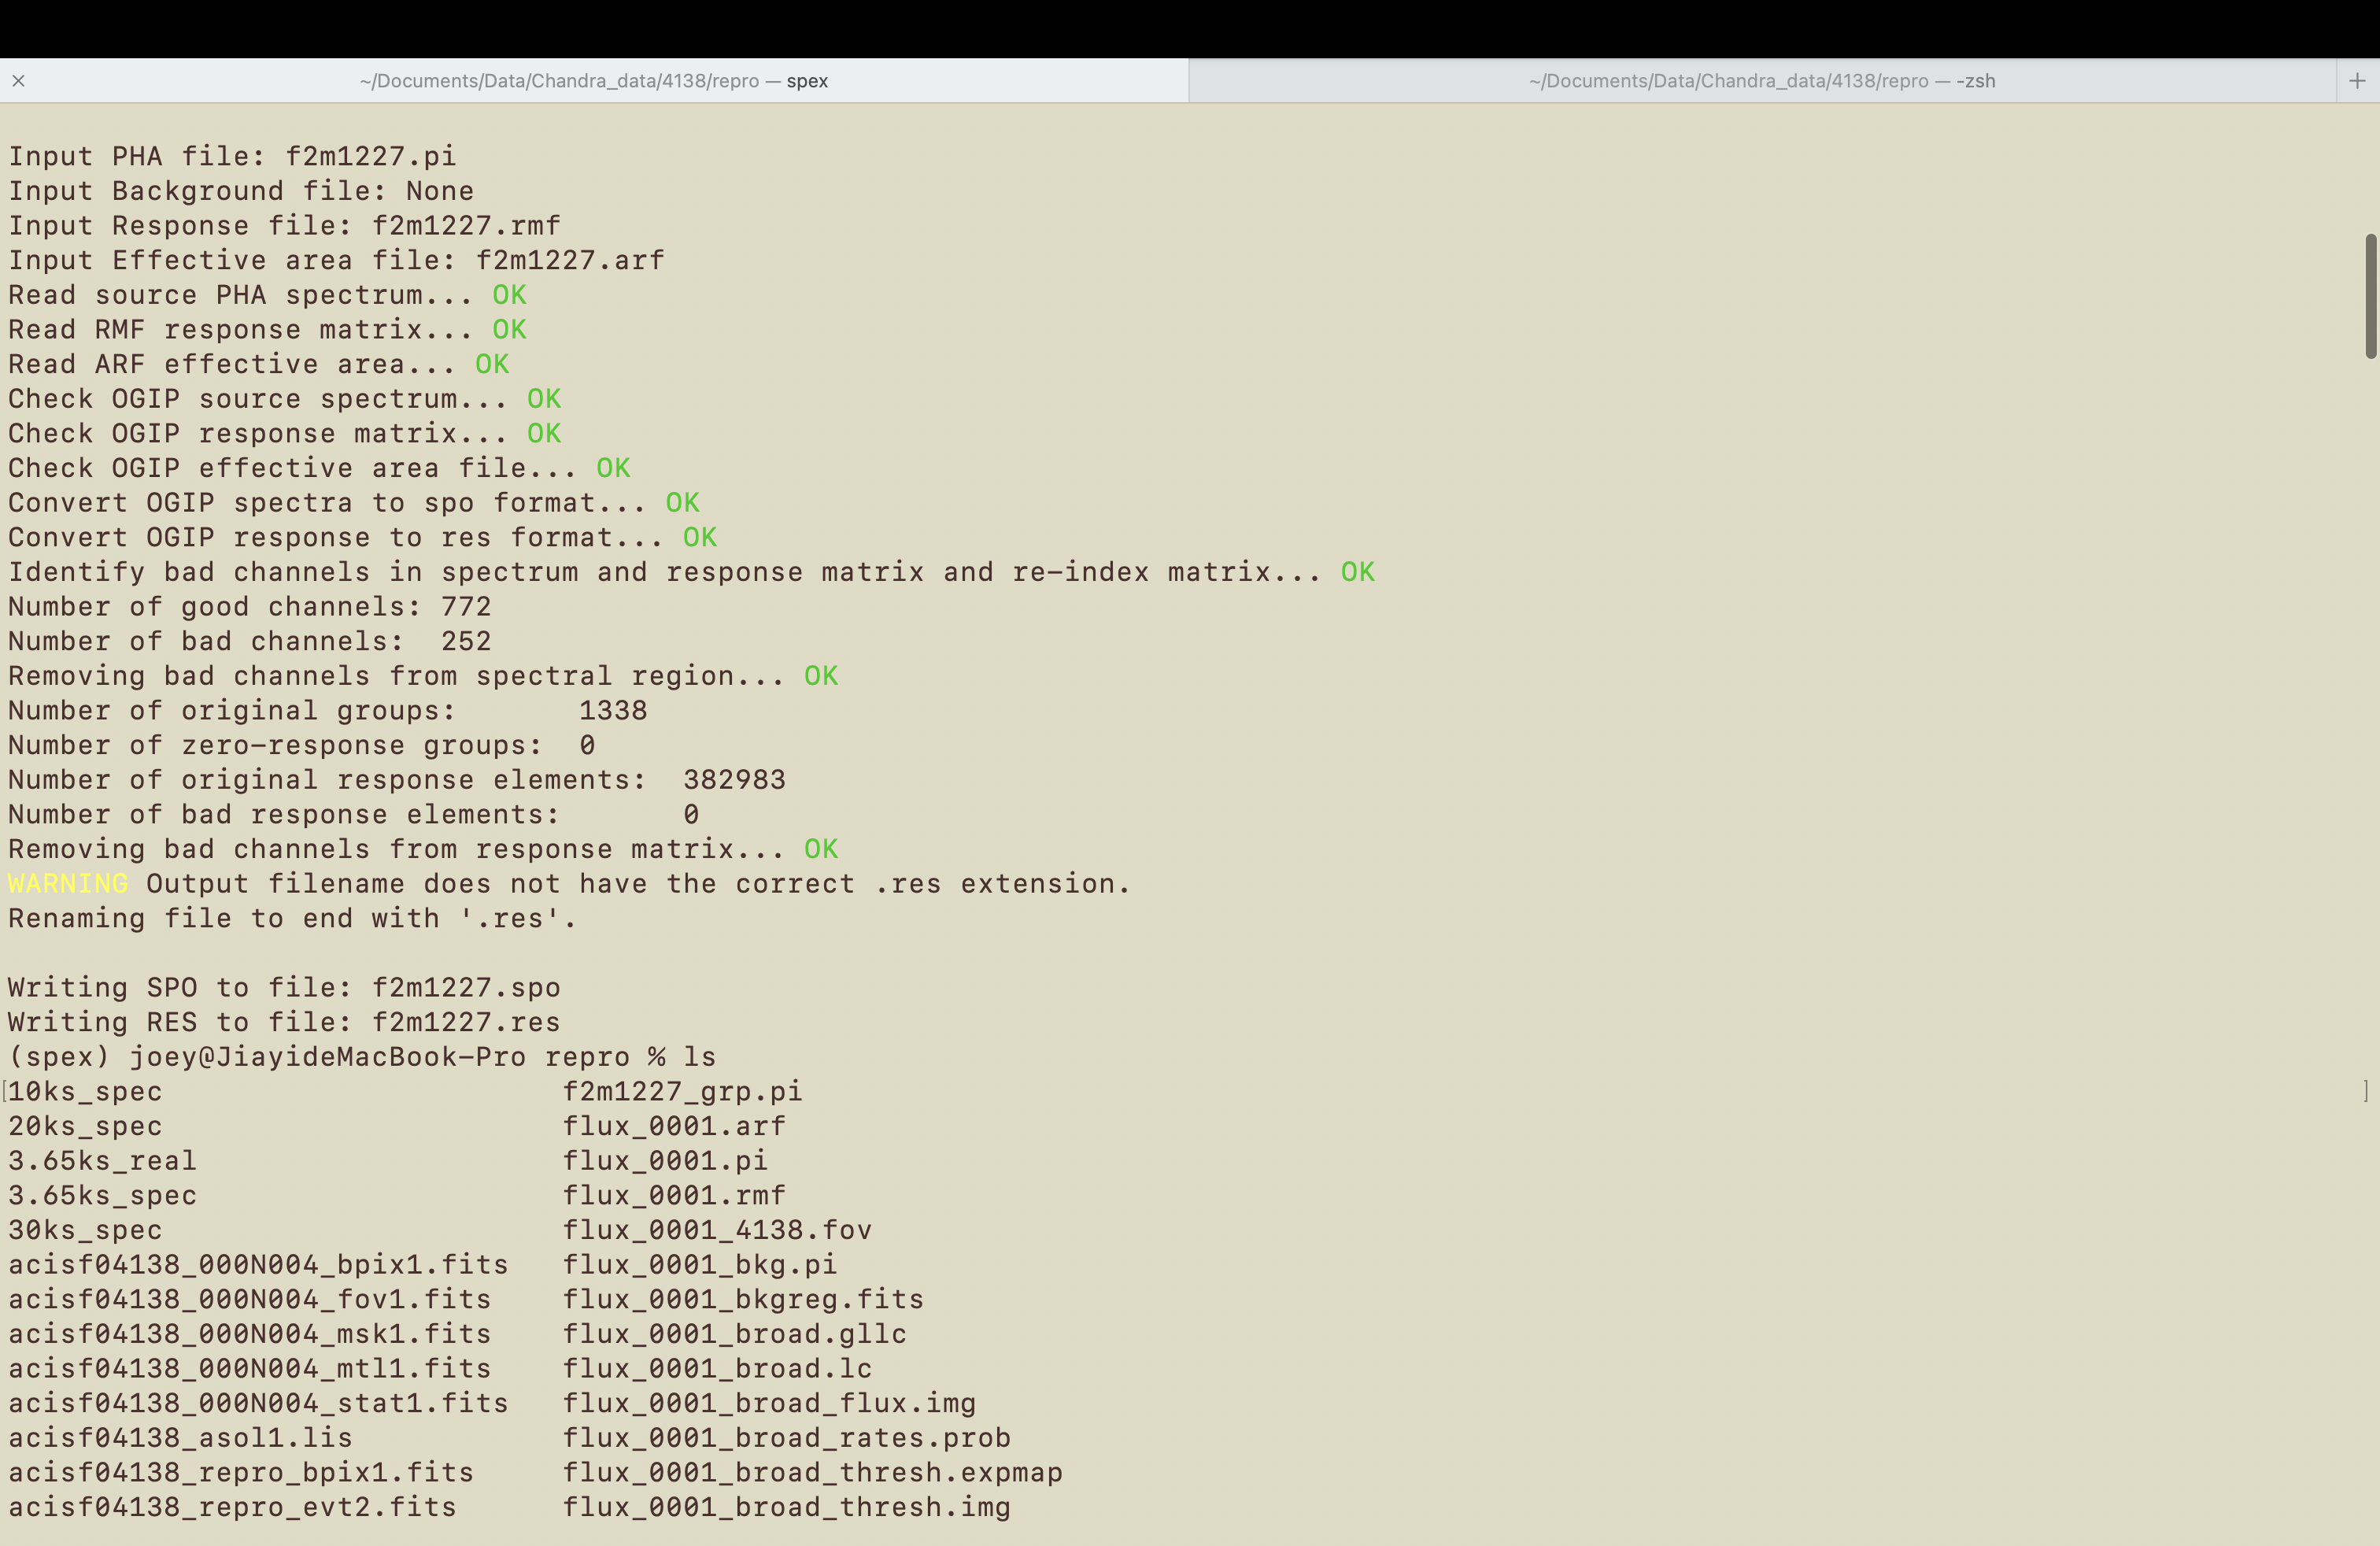 ~/Documents/Data/Chandra_data/4138/repro — spex
~/Documents/Data/Chandra_data/4138/repro — -zsh
Input PHA file: f2m1227.pi
Input Background file: None
Input Response file: f2m1227.rmf
Input Effective area file: f2m1227.arf
Read source PHA spectrum... OK
Read RMF response matrix... OK
Read ARF effective area... OK
Check OGIP source spectrum... OK
Check OGIP response matrix... OK
Check OGIP effective area file... OK
Convert OGIP spectra to spo format... OK
Convert OGIP response to res format... OK
Identify bad channels in spectrum and response matrix and re-index matrix... OK
Number of good channels: 772
Number of bad channels:  252
Removing bad channels from spectral region... OK
Number of original groups:       1338
Number of zero-response groups:  0
Number of original response elements:  382983
Number of bad response elements:       0
Removing bad channels from response matrix... OK
WARNING Output filename does not have the correct .res extension.
Renaming file to end with '.res'.
Writing SPO to file: f2m1227.spo
Writing RES to file: f2m1227.res
(spex) joey@JiayideMacBook-Pro repro % ls
[10ks_spec                       f2m1227_grp.pi ]
20ks_spec                       flux_0001.arf
3.65ks_real                     flux_0001.pi
3.65ks_spec                     flux_0001.rmf
30ks_spec                       flux_0001_4138.fov
acisf04138_000N004_bpix1.fits   flux_0001_bkg.pi
acisf04138_000N004_fov1.fits    flux_0001_bkgreg.fits
acisf04138_000N004_msk1.fits    flux_0001_broad.gllc
acisf04138_000N004_mtl1.fits    flux_0001_broad.lc
acisf04138_000N004_stat1.fits   flux_0001_broad_flux.img
acisf04138_asol1.lis            flux_0001_broad_rates.prob
acisf04138_repro_bpix1.fits     flux_0001_broad_thresh.expmap
acisf04138_repro_evt2.fits      flux_0001_broad_thresh.img